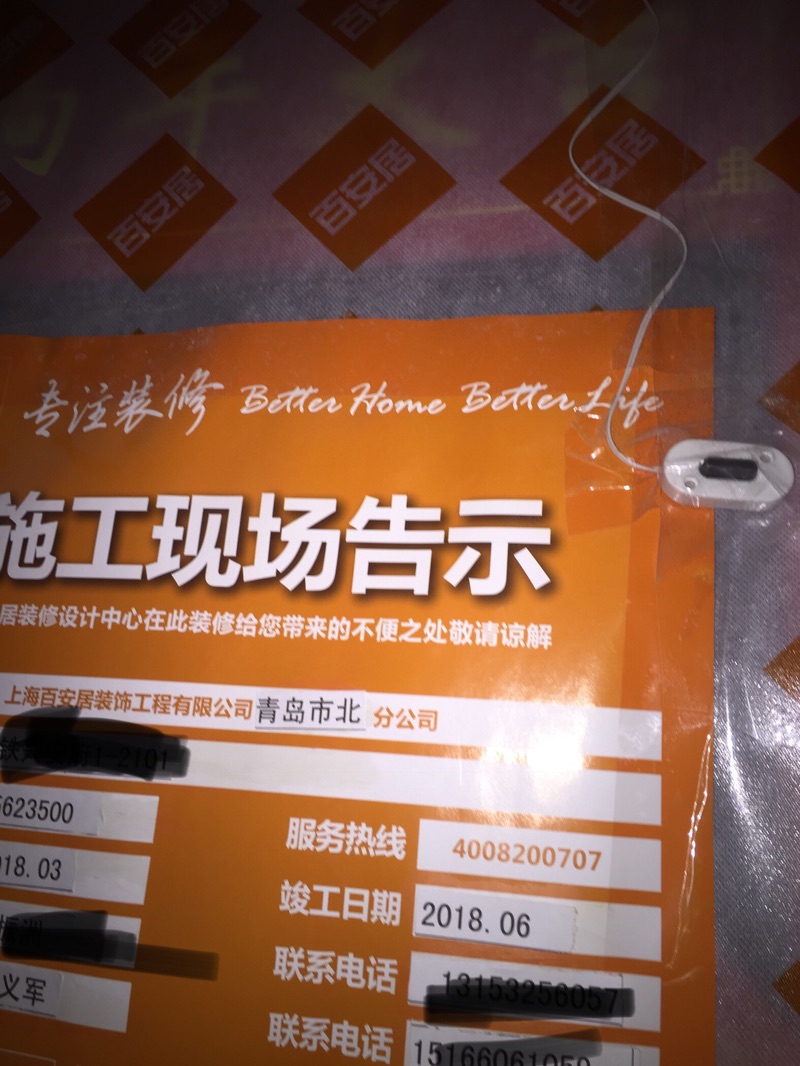 百安居
百安居
百安居
百安居
百安居
专注装修 Better Home Better Life
施工现场告示
居装修设计中心在此装修给您带来的不便之处敬请谅解
上海百安居装饰工程有限公司青岛市北 分公司
1-2101
5623500
服务热线 4008200707
18.03
竣工日期 2018.06
联系电话
义军
联系电话